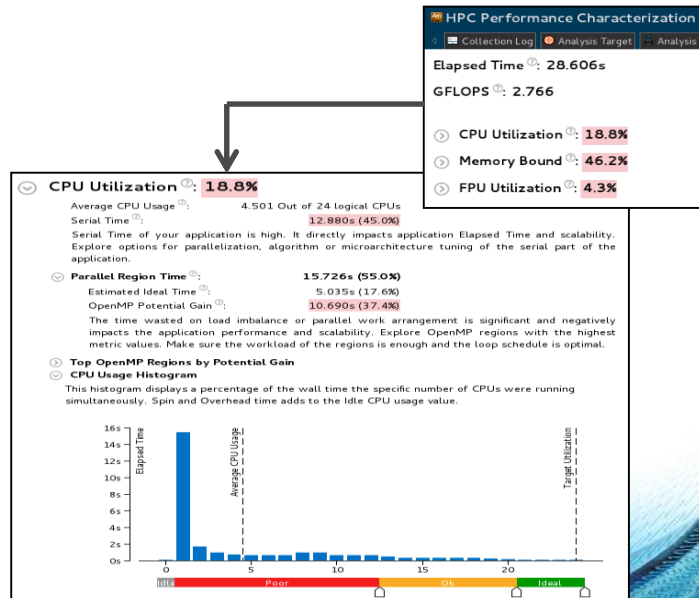 HPC Performance Characterization
Collection Log Analysis Target Analysis
Elapsed Time ?: 28.606s
GFLOPS ?: 2.766
CPU Utilization ?: 18.8%
Memory Bound ?: 46.2%
FPU Utilization ?: 4.3%
CPU Utilization ?: 18.8%
Average CPU Usage ?: 4.501 Out of 24 logical CPUs
Serial Time ?: 12.880s (45.0%)
Serial Time of your application is high. It directly impacts application Elapsed Time and scalability.
Explore options for parallelization, algorithm or microarchitecture tuning of the serial part of the
application.
Parallel Region Time ?: 15.726s (55.0%)
Estimated Ideal Time ?: 5.035s (17.6%)
OpenMP Potential Gain ?: 10.690s (37.4%)
The time wasted on load imbalance or parallel work arrangement is significant and negatively
impacts the application performance and scalability. Explore OpenMP regions with the highest
metric values. Make sure the workload of the regions is enough and the loop schedule is optimal.
Top OpenMP Regions by Potential Gain
CPU Usage Histogram
This histogram displays a percentage of the wall time the specific number of CPUs were running
simultaneously. Spin and Overhead time adds to the Idle CPU usage value.
16s
14s
12s
10s
8s
6s
4s
2s
0s
Elapsed Time
Average CPU Usage
Target Utilization
0 5 10 15 20
Idle Poor Ok Ideal